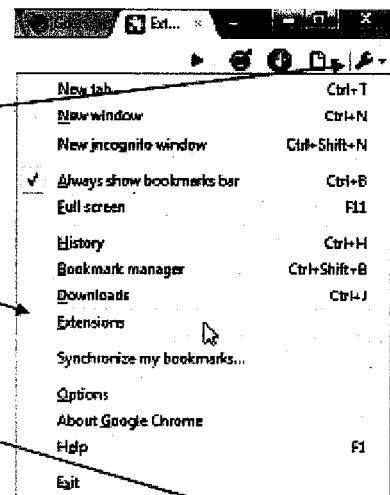 Ext...
New tab Ctrl+T
New window Ctrl+N
New incognito window Ctrl+Shift+N
Always show bookmarks bar Ctrl+B
Full screen F11
History Ctrl+H
Bookmark manager Ctrl+Shift+B
Downloads Ctrl+J
Extensions
Synchronize my bookmarks...
Options
About Google Chrome
Help F1
Exit